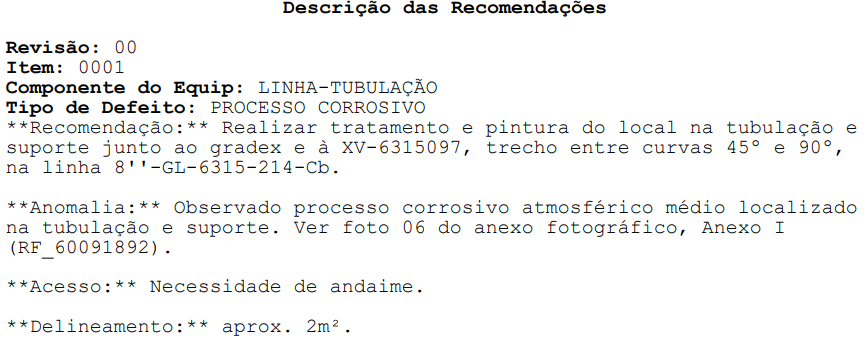 Descrição das Recomendações
Revisão: 00
Item: 0001
Componente do Equip: LINHA-TUBULAÇÃO
Tipo de Defeito: PROCESSO CORROSIVO
**Recomendação:** Realizar tratamento e pintura do local na tubulação e
suporte junto ao gradex e à XV-6315097, trecho entre curvas 45° e 90°,
na linha 8''-GL-6315-214-Cb.
**Anomalia:** Observado processo corrosivo atmosférico médio localizado
na tubulação e suporte. Ver foto 06 do anexo fotográfico, Anexo I
(RF_60091892).
**Acesso:** Necessidade de andaime.
**Delineamento:** aprox. 2m².